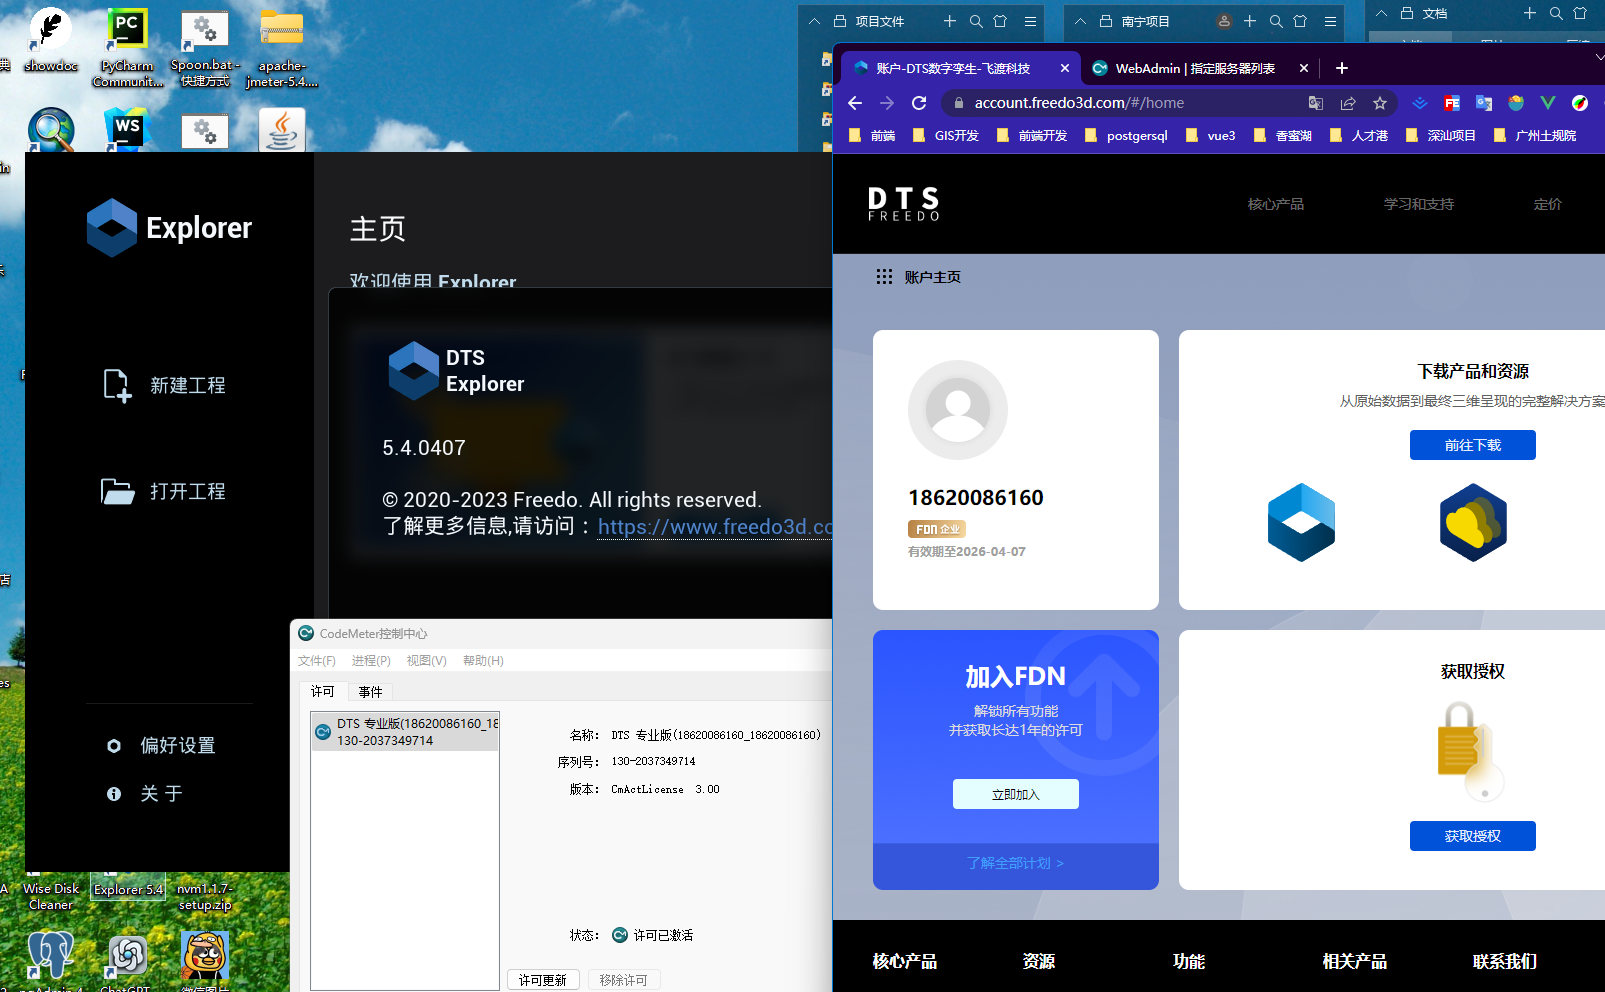 showdoc
PyCharm
Communit...
Spoon.bat -
快捷方式
apache-
jmeter-5.4....
项目文件
南宁项目
文档
账户-DTS数字孪生-飞渡科技
WebAdmin | 指定服务器列表
account.freedo3d.com/#/home
前端
GIS开发
前端开发
postgersql
vue3
香蜜湖
人才港
深汕项目
广州土规院
DTS
FREEDO
核心产品
学习和支持
定价
账户主页
18620086160
FDN 企业
有效期至2026-04-07
下载产品和资源
从原始数据到最终三维呈现的完整解决方案
前往下载
加入FDN
解锁所有功能
并获取长达1年的许可
立即加入
了解全部计划 >
获取授权
获取授权
核心产品
资源
功能
相关产品
联系我们
Explorer
新建工程
打开工程
偏好设置
关 于
主页
欢迎使用 Explorer
DTS
Explorer
5.4.0407
© 2020-2023 Freedo. All rights reserved.
了解更多信息,请访问：https://www.freedo3d.co
CodeMeter控制中心
文件(F)
进程(P)
视图(V)
帮助(H)
许可
事件
DTS 专业版(18620086160_18
130-2037349714
名称： DTS 专业版(18620086160_18620086160)
序列号： 130-2037349714
版本： CmActLicense 3.00
状态： 许可已激活
许可更新
移除许可
Wise Disk
Cleaner
Explorer 5.4
nvm1.1.7-
setup.zip